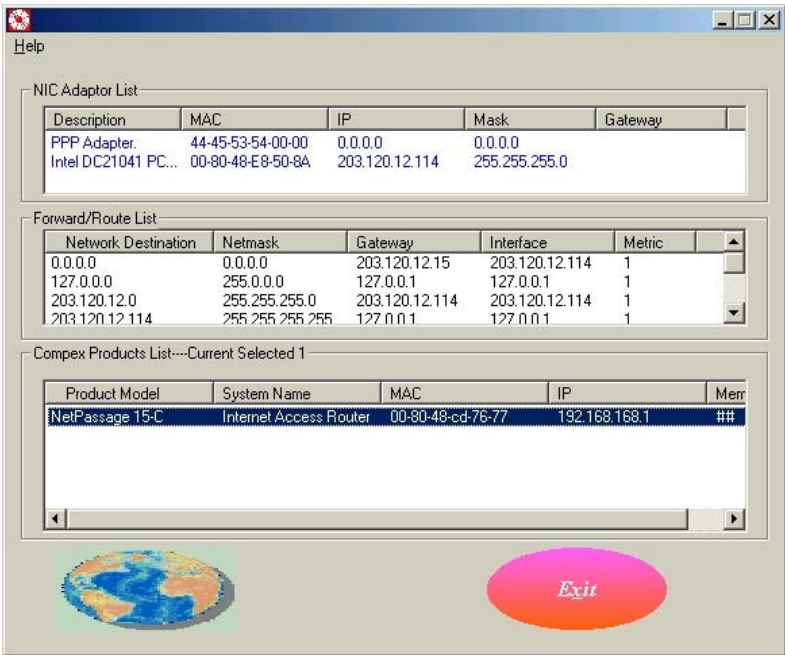 Help
NIC Adaptor List
Description MAC IP Mask Gateway
PPP Adapter. 44-45-53-54-00-00 0.0.0.0 0.0.0.0
Intel DC21041 PC... 00-80-48-E8-50-8A 203.120.12.114 255.255.255.0
Forward/Route List
Network Destination Netmask Gateway Interface Metric
0.0.0.0 0.0.0.0 203.120.12.15 203.120.12.114 1
127.0.0.0 255.0.0.0 127.0.0.1 127.0.0.1 1
203.120.12.0 255.255.255.0 203.120.12.114 203.120.12.114 1
203.120.12.114 255.255.255.255 127.0.0.1 127.0.0.1 1
Compex Products List----Current Selected 1
Product Model System Name MAC IP Mem
NetPassage 15-C Internet Access Router 00-80-48-cd-76-77 192.168.168.1 ##
Exit